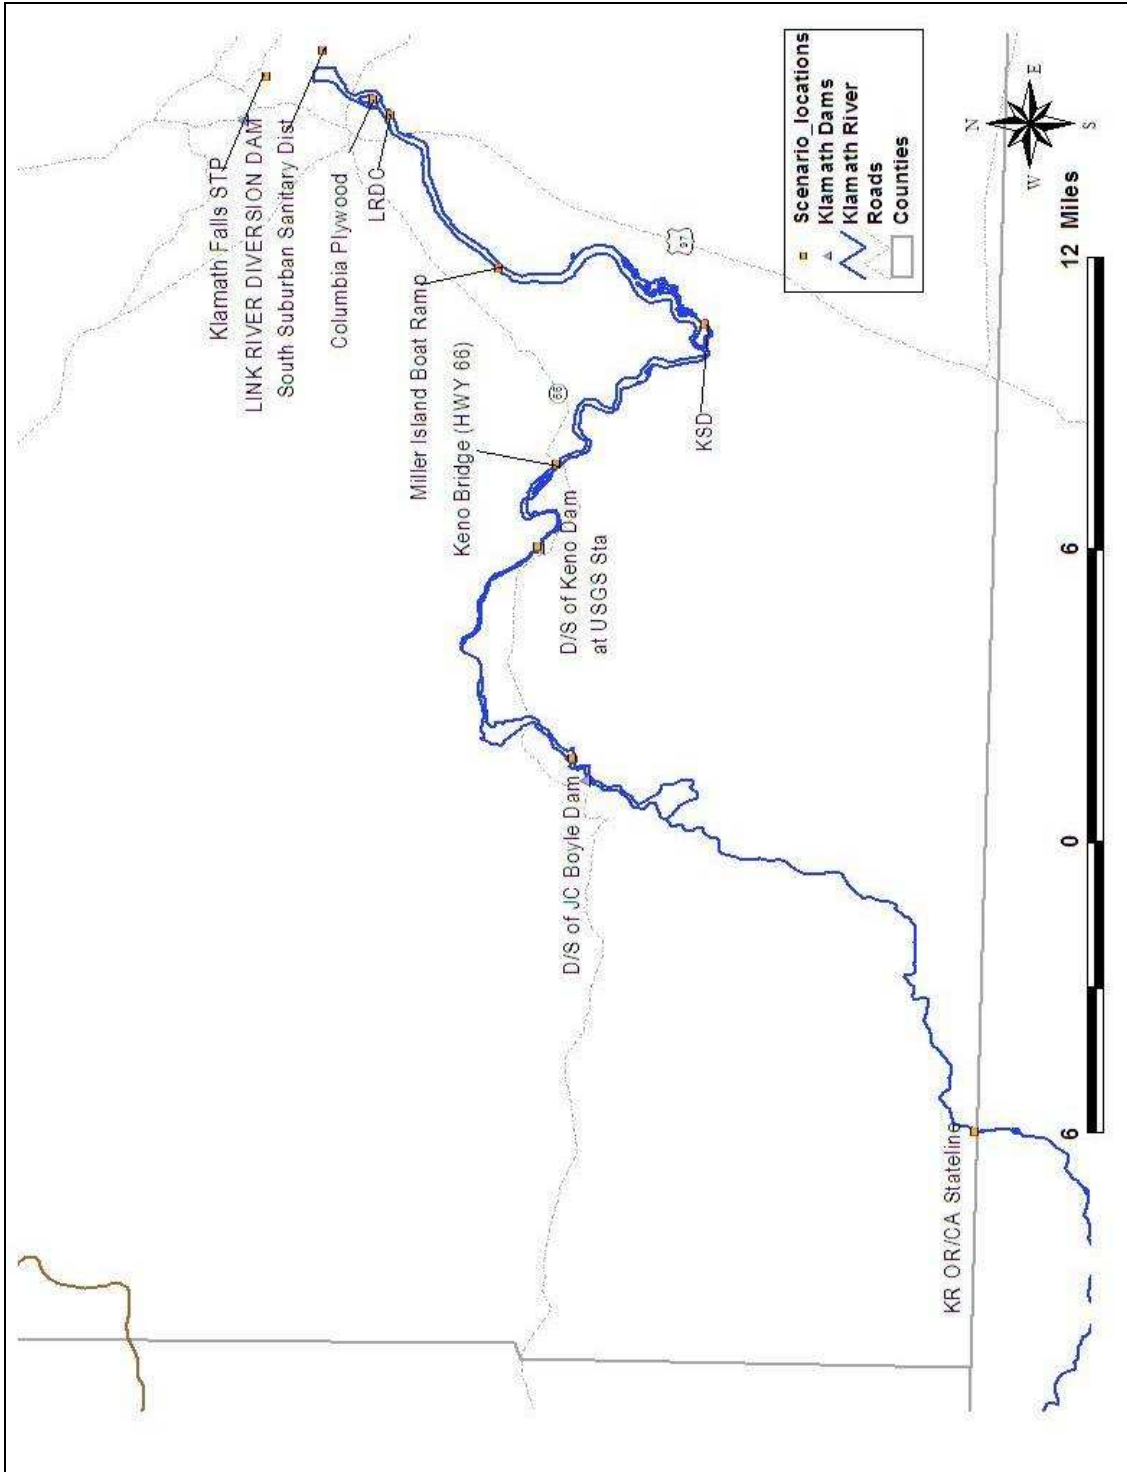 Klamath Falls STP
LINK RIVER DIVERSION DAM
South Suburban Sanitary Dist
Columbia Plywood
LRDC
Miller Island Boat Ramp
Keno Bridge (HWY 66)
66
97
KSD
D/S of Keno Dam
at USGS Sta
D/S of JC Boyle Dam
KR OR/CA Stateline
Scenario_locations
Klamath Dams
Klamath River
Roads
Counties
N
W
E
S
6
0
6
12 Miles